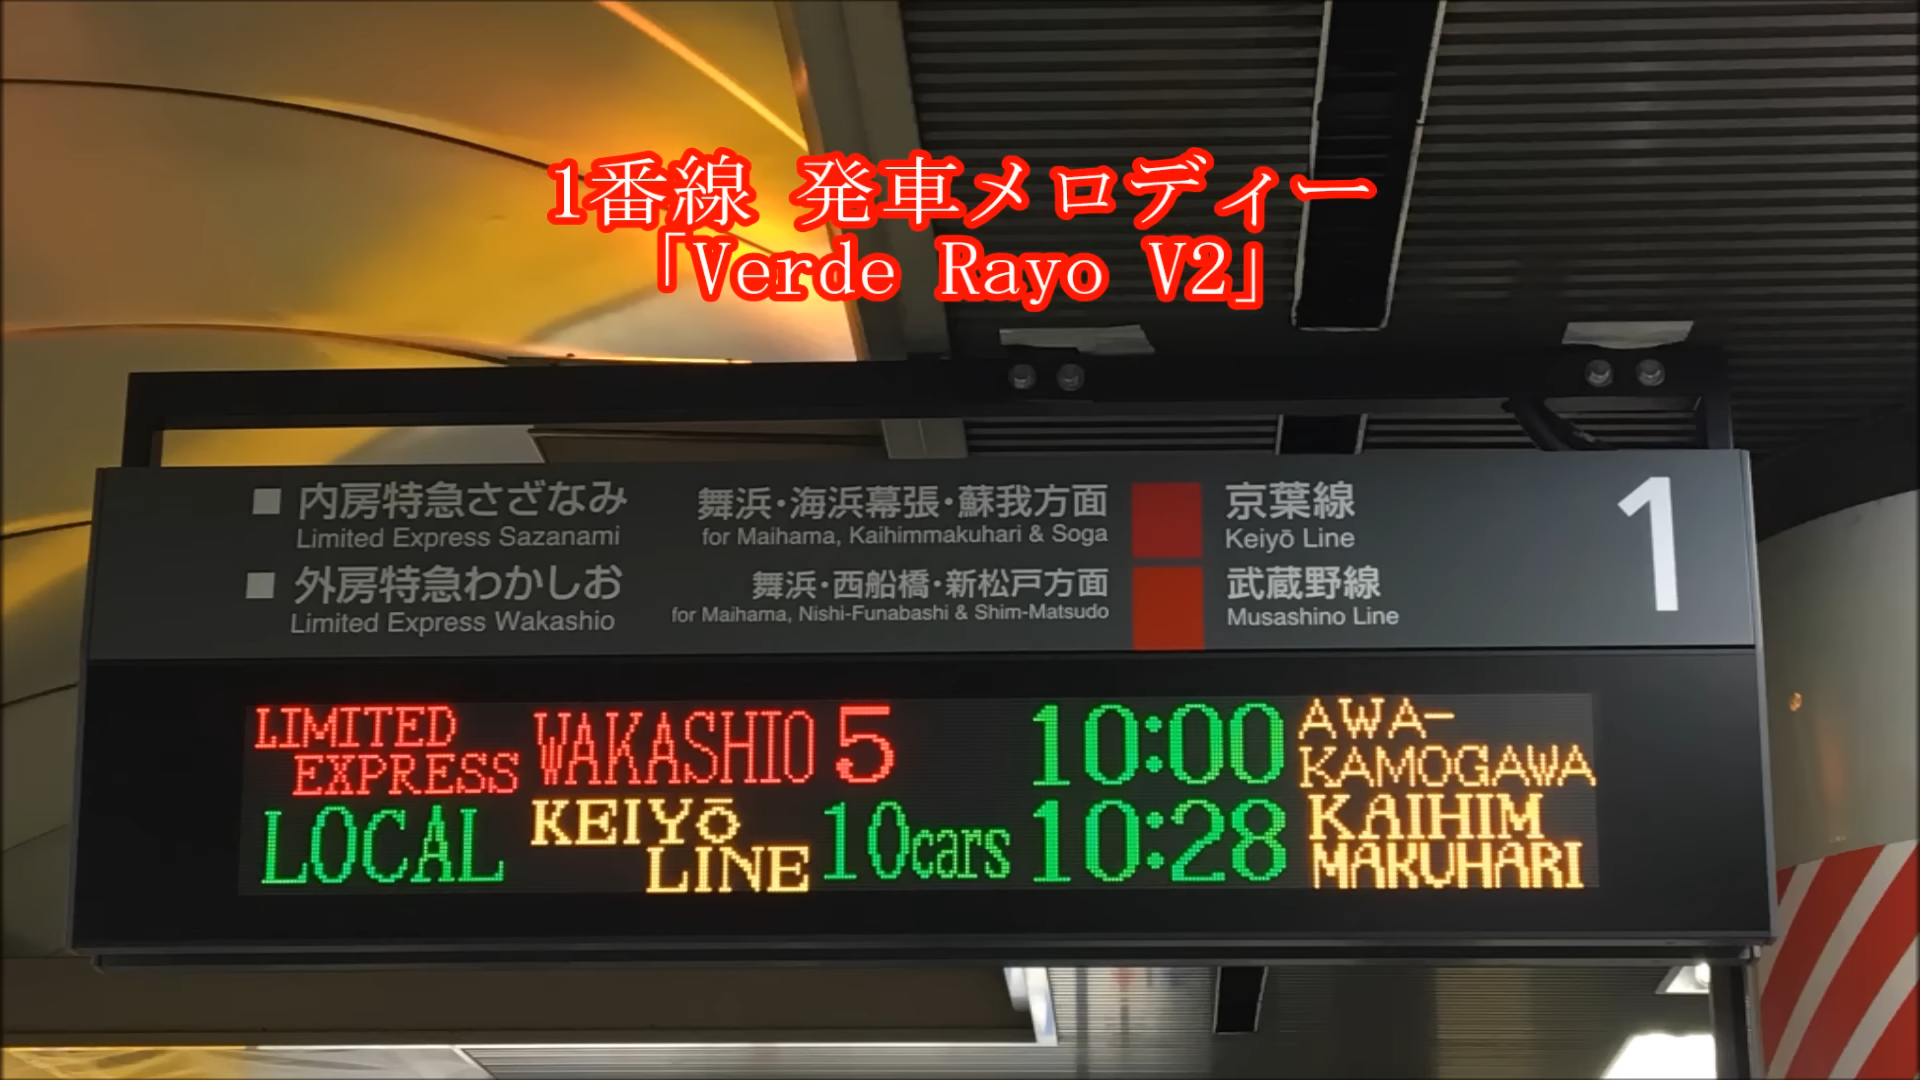 1番線 発車メロディー
「Verde Rayo V2」
■ 内房特急さざなみ
Limited Express Sazanami
■ 外房特急わかしお
Limited Express Wakashio
舞浜・海浜幕張・蘇我方面
for Maihama, Kaihimmakuhari & Soga
舞浜・西船橋・新松戸方面
for Maihama, Nishi-Funabashi & Shim-Matsudo
京葉線
Keiyō Line
武蔵野線
Musashino Line
1
LIMITED EXPRESS WAKASHIO 5 10:00 AWA-KAMOGAWA
LOCAL KEIYŌ LINE 10cars 10:28 KAIHIM MAKUHARI